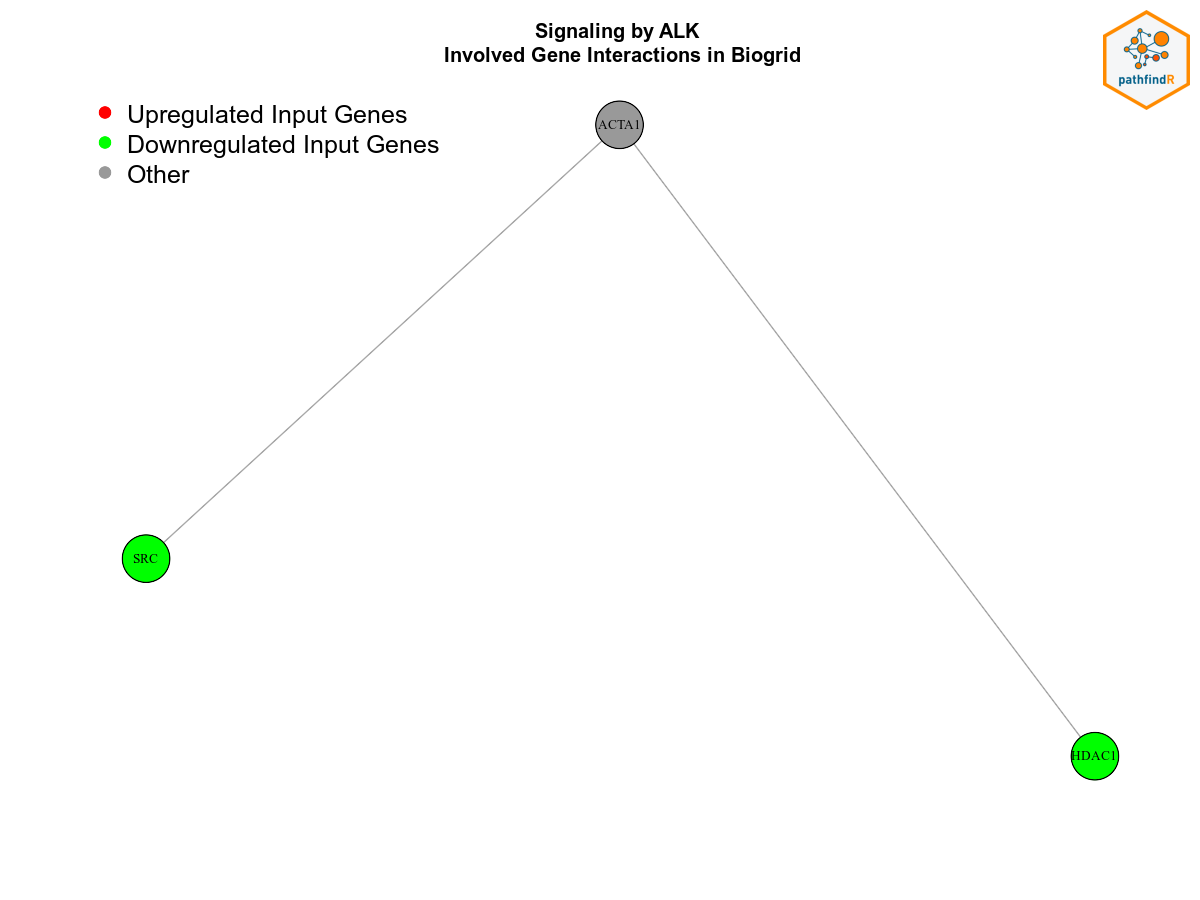 Signaling by ALK
Involved Gene Interactions in Biogrid
pathfindR
Upregulated Input Genes
Downregulated Input Genes
Other
ACTA1
SRC
HDAC1